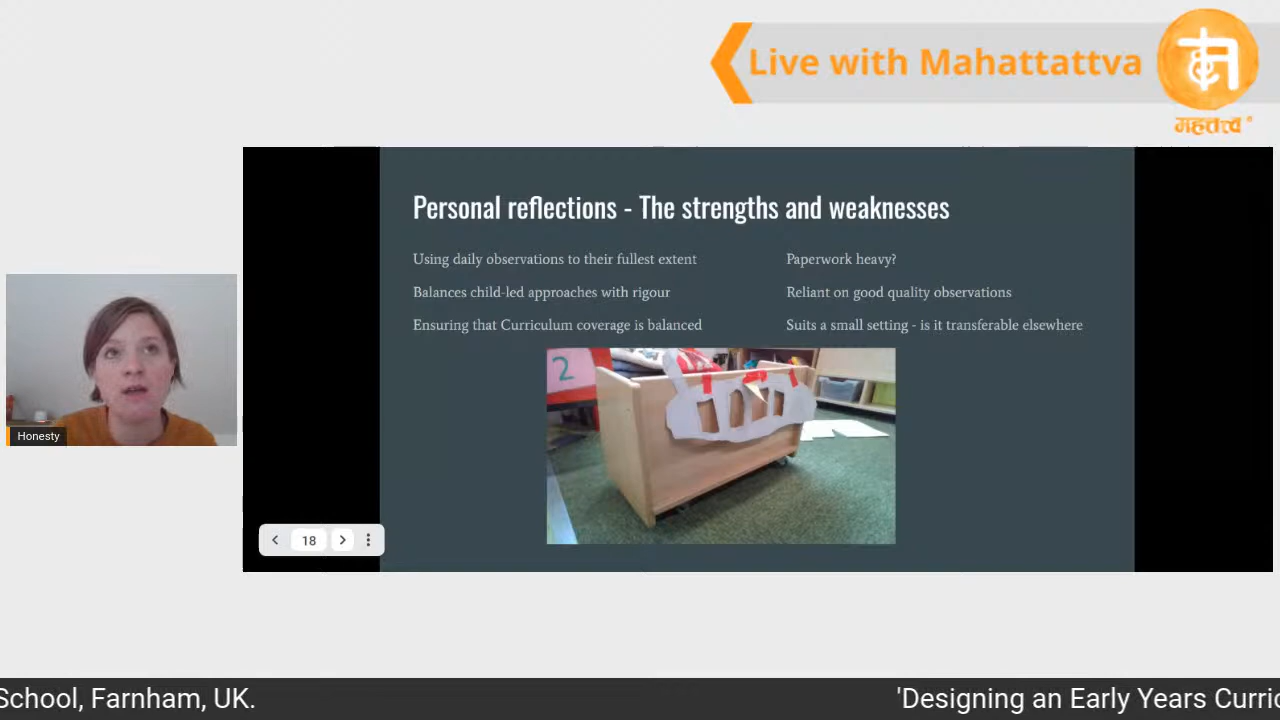 Live with Mahattattva
महत्तत्त्व
Personal reflections - The strengths and weaknesses
Using daily observations to their fullest extent
Balances child-led approaches with rigour
Ensuring that Curriculum coverage is balanced
Paperwork heavy?
Reliant on good quality observations
Suits a small setting - is it transferable elsewhere
2
Honesty
18
School, Farnham, UK.
'Designing an Early Years